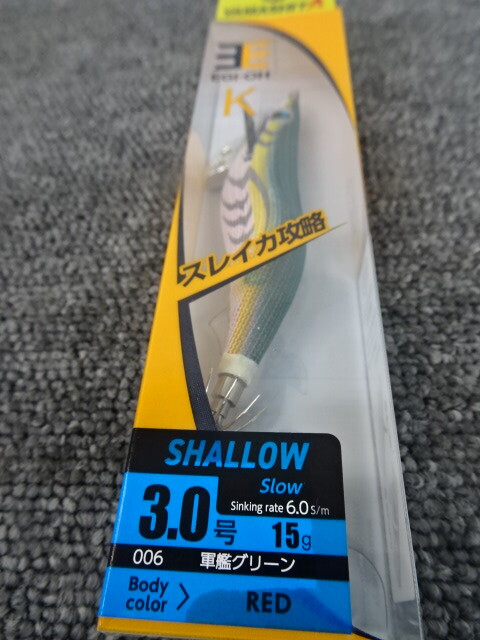 EGI-OH
K
スレイカ攻略
SHALLOW
Slow
Sinking rate 6.0 S/m
3.0号 15g
006 軍艦グリーン
Body color > RED